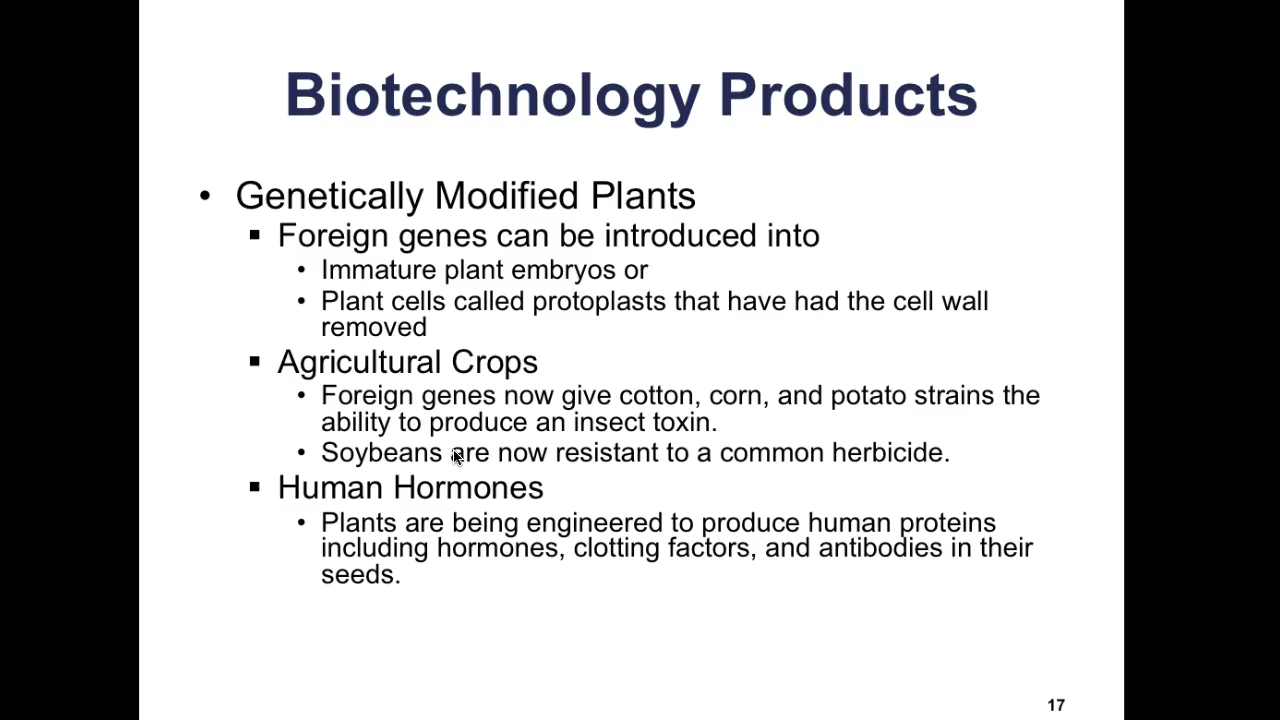 Biotechnology Products
• Genetically Modified Plants
▪ Foreign genes can be introduced into
• Immature plant embryos or
• Plant cells called protoplasts that have had the cell wall
removed
▪ Agricultural Crops
• Foreign genes now give cotton, corn, and potato strains the
ability to produce an insect toxin.
• Soybeans are now resistant to a common herbicide.
▪ Human Hormones
• Plants are being engineered to produce human proteins
including hormones, clotting factors, and antibodies in their
seeds.
17